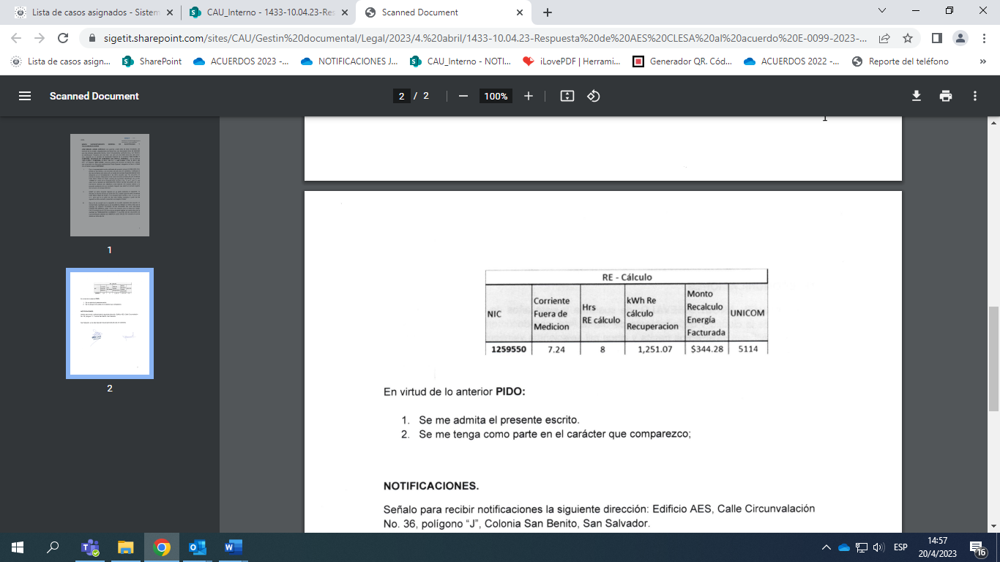 Lista de casos asignados - Sistem
CAU_Interno - 1433-10.04.23-Res
Scanned Document
sigetit.sharepoint.com/sites/CAU/Gestin%20documental/Legal/2023/4.%20abril/1433-10.04.23-Respuesta%20de%20AES%20CLESA%20al%20acuerdo%20E-0099-2023-...
Lista de casos asign...
SharePoint
ACUERDOS 2023 -...
NOTIFICACIONES J...
CAU_Interno - NOTI...
iLovePDF | Herrami...
Generador QR. Cód...
ACUERDOS 2022 -...
Reporte del teléfono
»
Scanned Document
2 / 2
100%
1
2
RE - Cálculo
NIC
Corriente
Fuera de
Medicion
Hrs
RE cálculo
kWh Re
cálculo
Recuperacion
Monto
Recalculo
Energía
Facturada
UNICOM
1259550 7.24 8 1,251.07 $344.28 5114
En virtud de lo anterior PIDO:
1. Se me admita el presente escrito.
2. Se me tenga como parte en el carácter que comparezco;
NOTIFICACIONES.
Señalo para recibir notificaciones la siguiente dirección: Edificio AES, Calle Circunvalación
No. 36, polígono “J”, Colonia San Benito, San Salvador.
ESP
14:57
20/4/2023
16